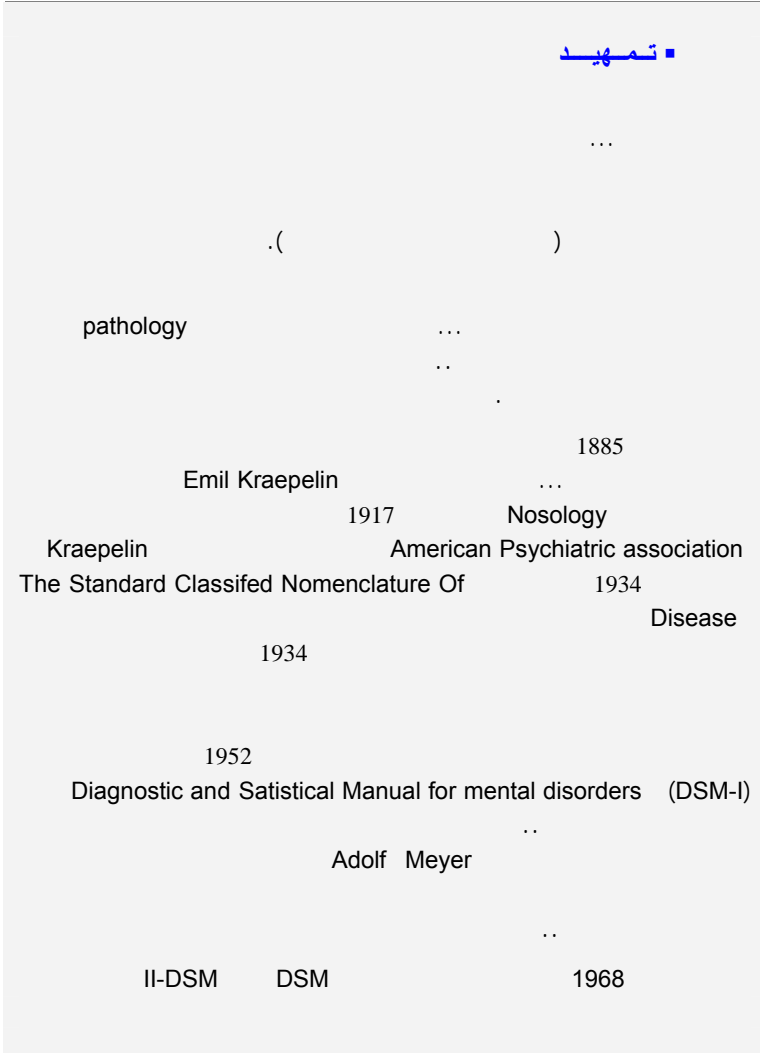 ▪ تـمـهيـد
...
( ).
... pathology
..
.
1885
... Emil Kraepelin
Nosology 1917
American Psychiatric association Kraepelin
1934 The Standard Classifed Nomenclature Of
Disease
1934
1952
(DSM-I) Diagnostic and Satistical Manual for mental disorders
..
Adolf Meyer
..
1968 DSM II-DSM